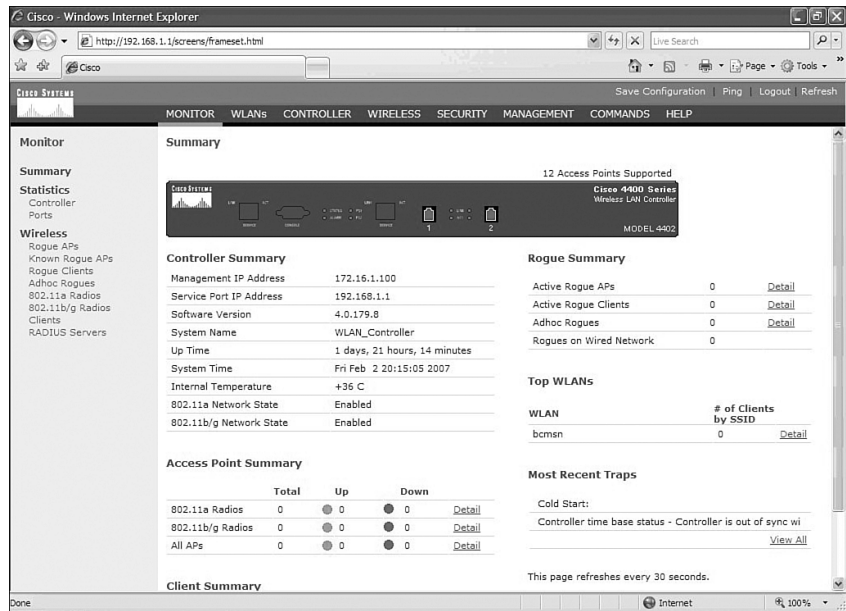 Cisco - Windows Internet Explorer
http://192.168.1.1/screens/frameset.html
Live Search
Cisco
Page
Tools
CISCO SYSTEMS
Save Configuration | Ping | Logout | Refresh
MONITOR WLANs CONTROLLER WIRELESS SECURITY MANAGEMENT COMMANDS HELP
Monitor
Summary
Statistics
Controller
Ports
Wireless
Rogue APs
Known Rogue APs
Rogue Clients
Adhoc Rogues
802.11a Radios
802.11b/g Radios
Clients
RADIUS Servers
Summary
12 Access Points Supported
CISCO SYSTEMS
Cisco 4400 Series
Wireless LAN Controller
MODEL 4402
1 2
Controller Summary
Management IP Address 172.16.1.100
Service Port IP Address 192.168.1.1
Software Version 4.0.179.8
System Name WLAN_Controller
Up Time 1 days, 21 hours, 14 minutes
System Time Fri Feb 2 20:15:05 2007
Internal Temperature +36 C
802.11a Network State Enabled
802.11b/g Network State Enabled
Access Point Summary
Total Up Down
802.11a Radios 0 0 0 Detail
802.11b/g Radios 0 0 0 Detail
All APs 0 0 0 Detail
Client Summary
Rogue Summary
Active Rogue APs 0 Detail
Active Rogue Clients 0 Detail
Adhoc Rogues 0 Detail
Rogues on Wired Network 0
Top WLANs
WLAN # of Clients by SSID
bcmsn 0 Detail
Most Recent Traps
Cold Start:
Controller time base status - Controller is out of sync wi
View All
This page refreshes every 30 seconds.
Done
Internet
100%